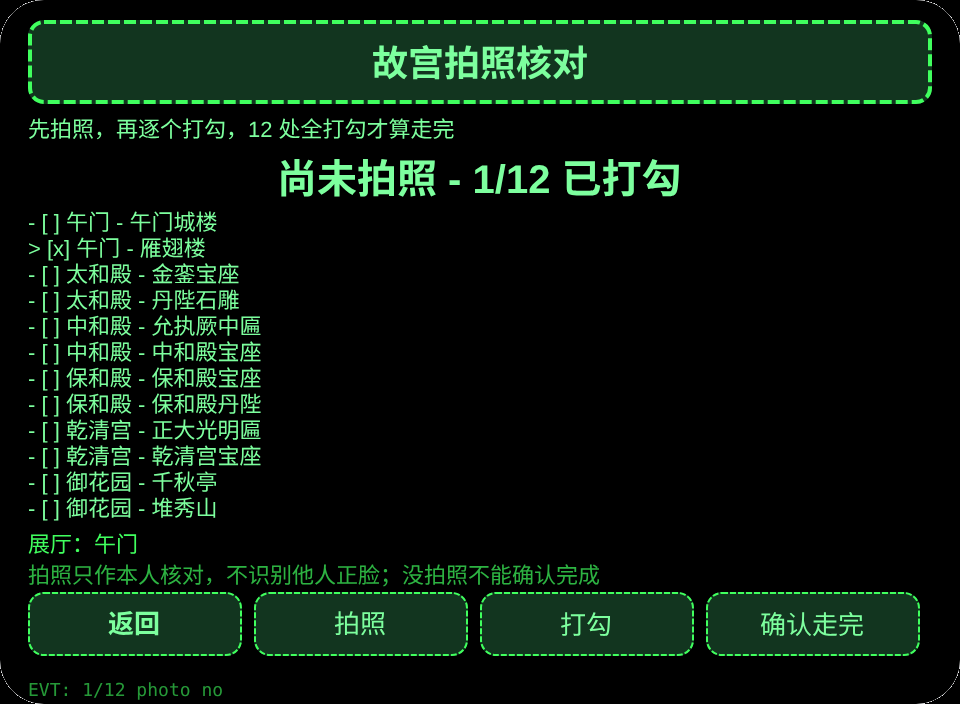 故宫拍照核对
先拍照，再逐个打勾，12 处全打勾才算走完
尚未拍照 - 1/12 已打勾
- [ ] 午门 - 午门城楼
> [x] 午门 - 雁翅楼
- [ ] 太和殿 - 金銮宝座
- [ ] 太和殿 - 丹陛石雕
- [ ] 中和殿 - 允执厥中匾
- [ ] 中和殿 - 中和殿宝座
- [ ] 保和殿 - 保和殿宝座
- [ ] 保和殿 - 保和殿丹陛
- [ ] 乾清宫 - 正大光明匾
- [ ] 乾清宫 - 乾清宫宝座
- [ ] 御花园 - 千秋亭
- [ ] 御花园 - 堆秀山
展厅：午门
拍照只作本人核对，不识别他人正脸；没拍照不能确认完成
返回 拍照 打勾 确认走完
EVT: 1/12 photo no